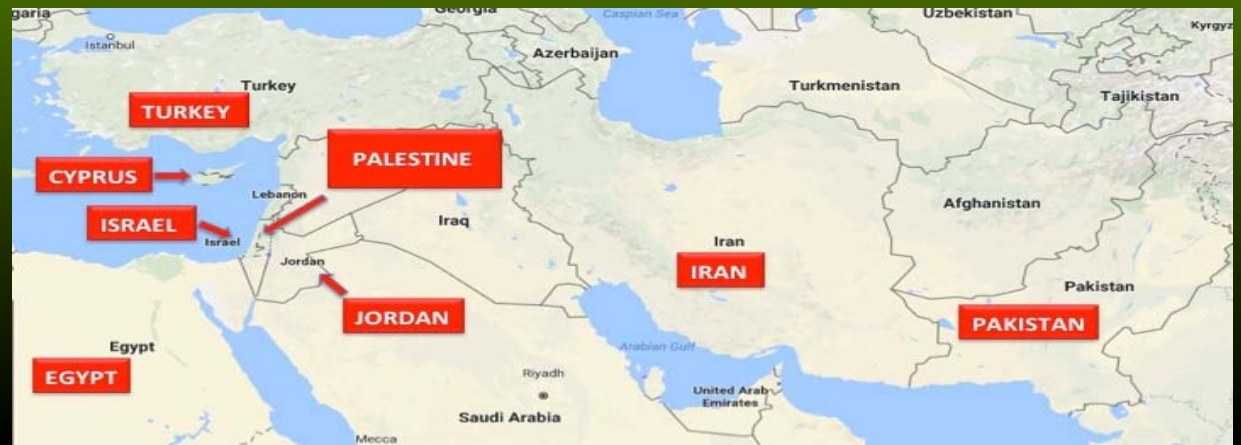 garia
Georgia
Caspian Sea
Uzbekistan
Kyrgyz
Istanbul
Azerbaijan
Turkey
Turkmenistan
Tajikistan
TURKEY
PALESTINE
CYPRUS
Lebanon
Afghanistan
ISRAEL
Iraq
Israel
Iran
Jordan
IRAN
Pakistan
JORDAN
PAKISTAN
Egypt
Arabian Gulf
EGYPT
Riyadh
United Arab
Emirates
Saudi Arabia
Mecca